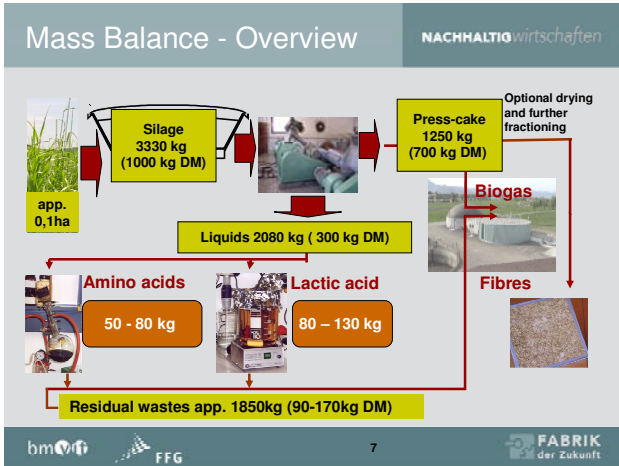 Mass Balance - Overview
NACHHALTIGwirtschaften
Optional drying
and further
fractioning
Silage
3330 kg
(1000 kg DM)
Press-cake
1250 kg
(700 kg DM)
app.
0,1ha
Biogas
Liquids 2080 kg ( 300 kg DM)
Amino acids
Lactic acid
Fibres
50 - 80 kg
80 – 130 kg
Residual wastes app. 1850kg (90-170kg DM)
bmvit
FFG
7
FABRIK
der Zukunft